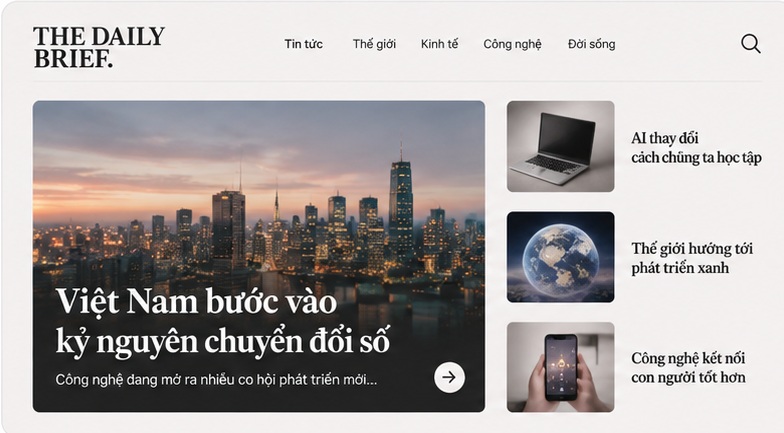 THE DAILY
BRIEF.
Tin tức
Thế giới
Kinh tế
Công nghệ
Đời sống
Việt Nam bước vào
kỷ nguyên chuyển đổi số
Công nghệ đang mở ra nhiều cơ hội phát triển mới...
AI thay đổi
cách chúng ta học tập
Thế giới hướng tới
phát triển xanh
Công nghệ kết nối
con người tốt hơn